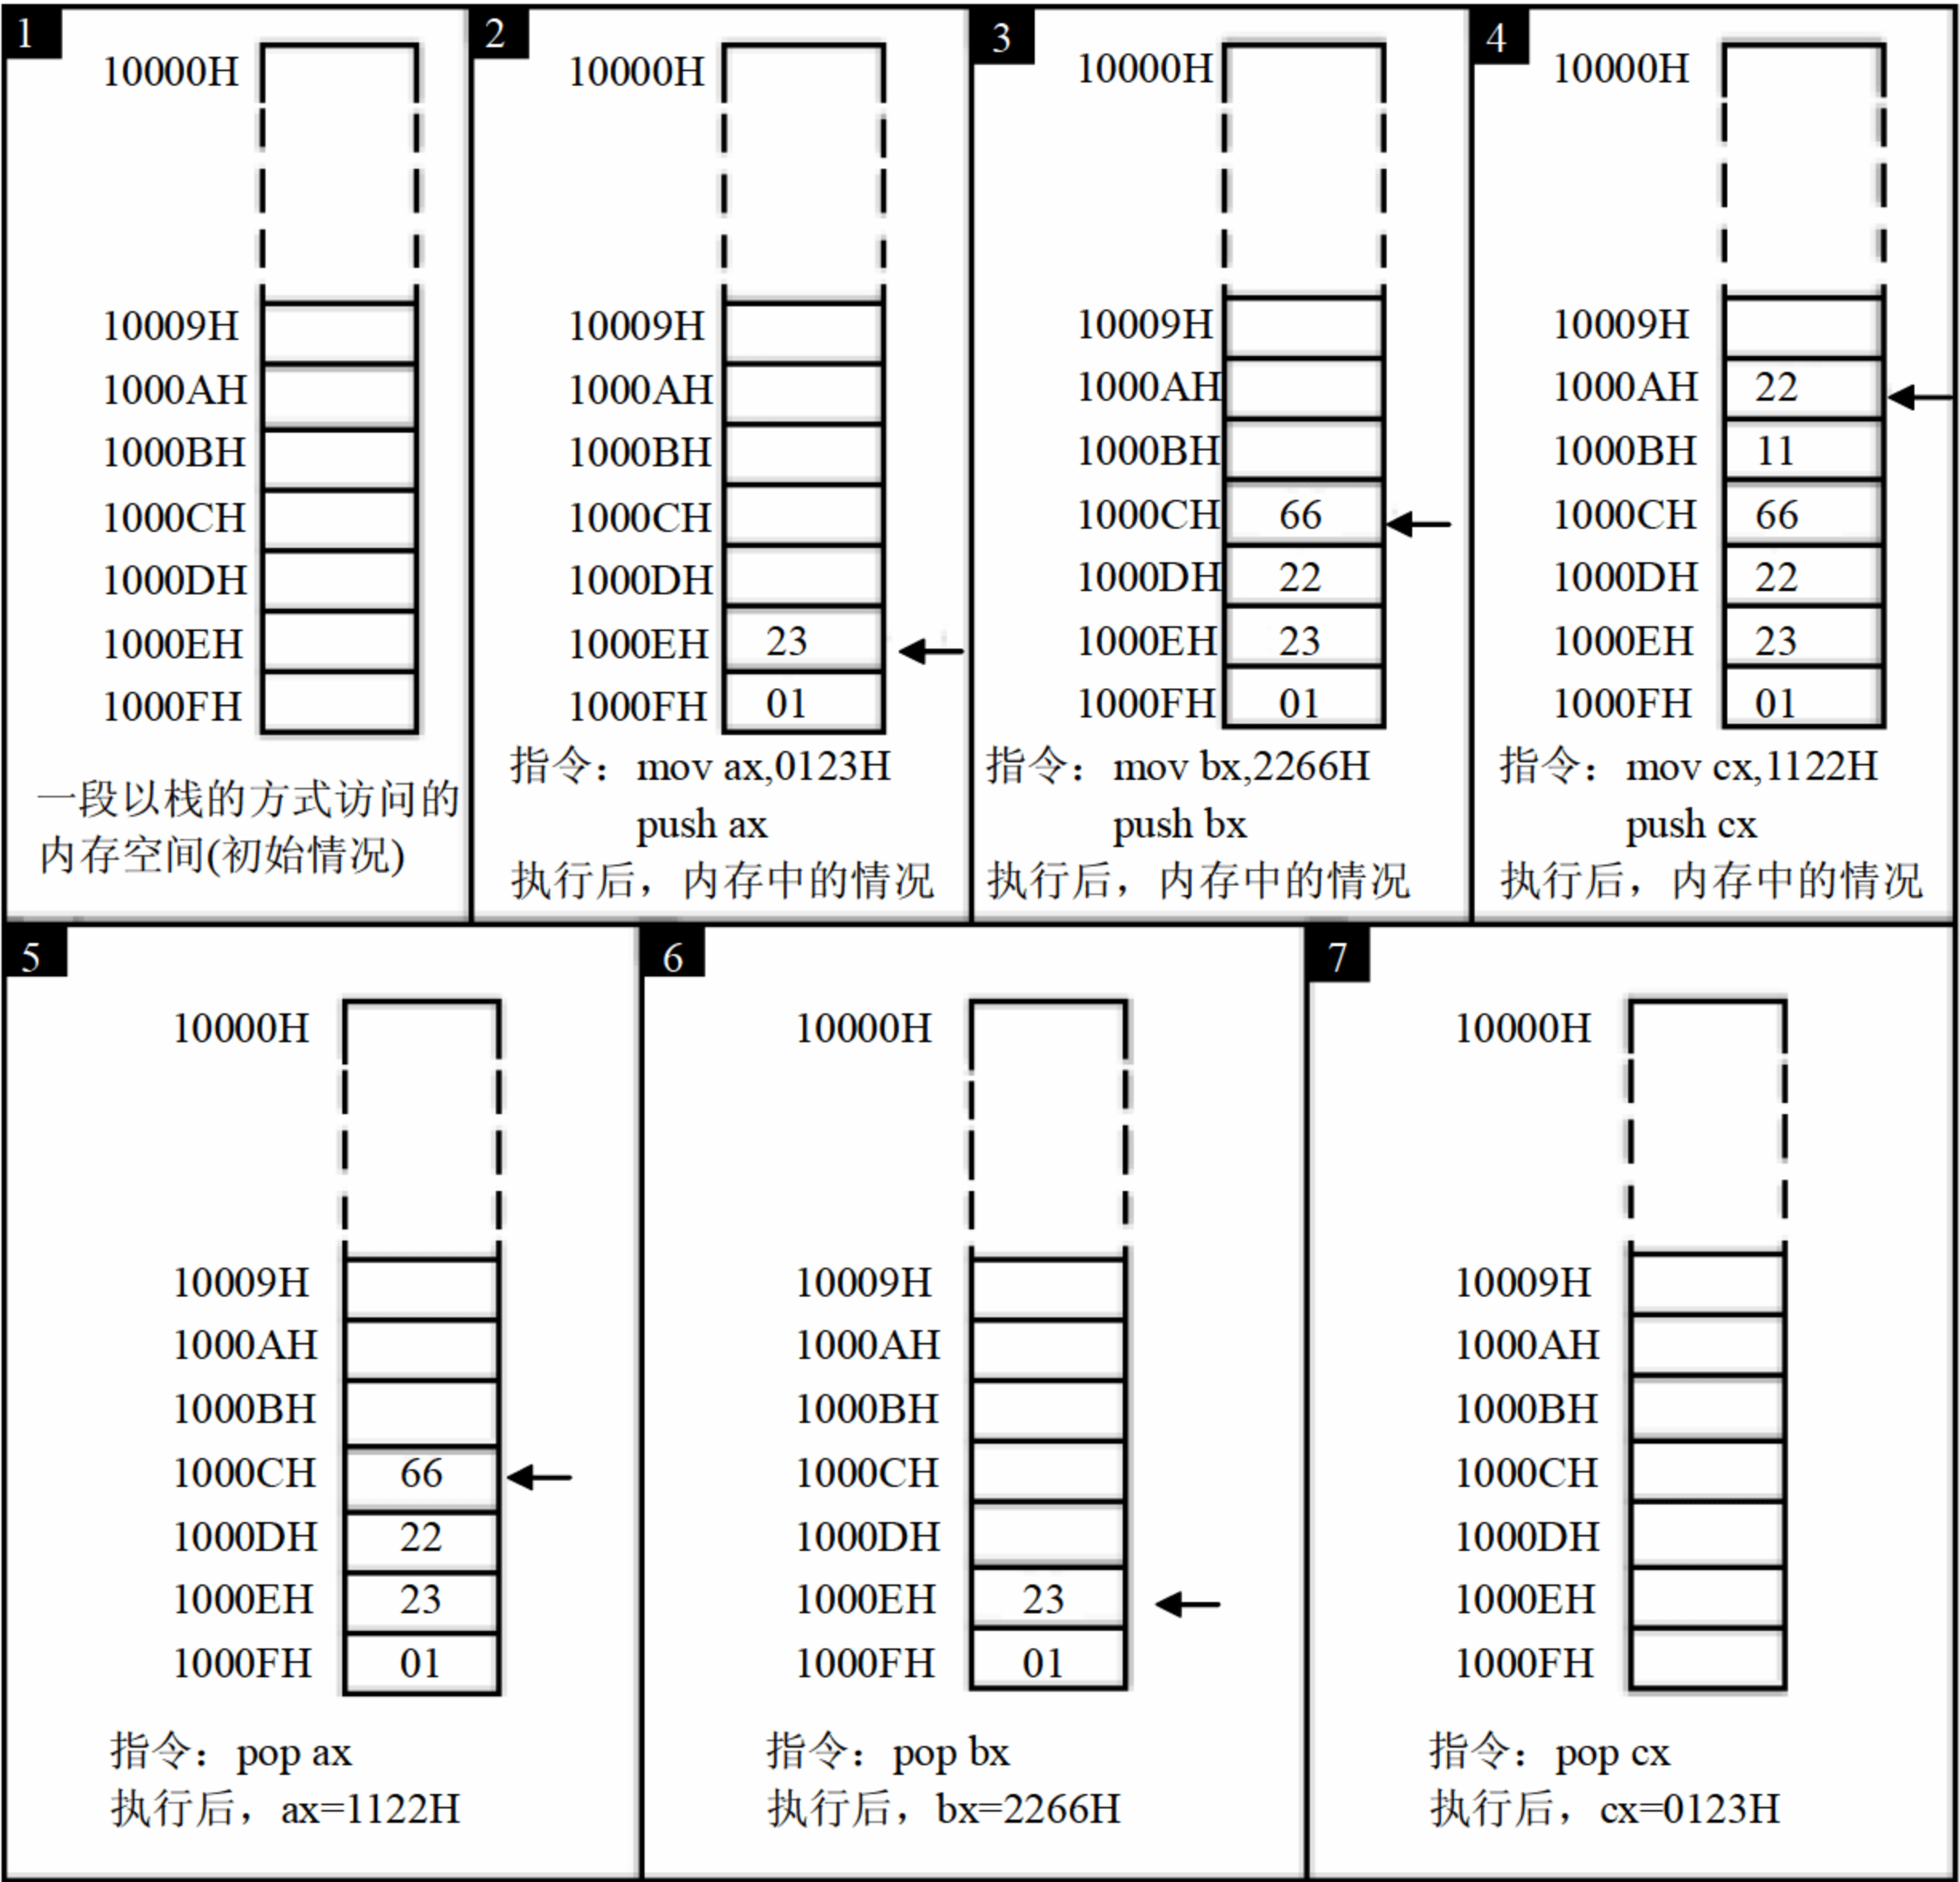 1
10000H
10009H
1000AH
1000BH
1000CH
1000DH
1000EH
1000FH
一段以栈的方式访问的
内存空间(初始情况)
2
10000H
10009H
1000AH
1000BH
1000CH
1000DH
1000EH 23
1000FH 01
指令：mov ax,0123H
push ax
执行后，内存中的情况
3
10000H
10009H
1000AH
1000BH
1000CH 66
1000DH 22
1000EH 23
1000FH 01
指令：mov bx,2266H
push bx
执行后，内存中的情况
4
10000H
10009H
1000AH 22
1000BH 11
1000CH 66
1000DH 22
1000EH 23
1000FH 01
指令：mov cx,1122H
push cx
执行后，内存中的情况
5
10000H
10009H
1000AH
1000BH
1000CH 66
1000DH 22
1000EH 23
1000FH 01
指令：pop ax
执行后，ax=1122H
6
10000H
10009H
1000AH
1000BH
1000CH
1000DH
1000EH 23
1000FH 01
指令：pop bx
执行后，bx=2266H
7
10000H
10009H
1000AH
1000BH
1000CH
1000DH
1000EH
1000FH
指令：pop cx
执行后，cx=0123H